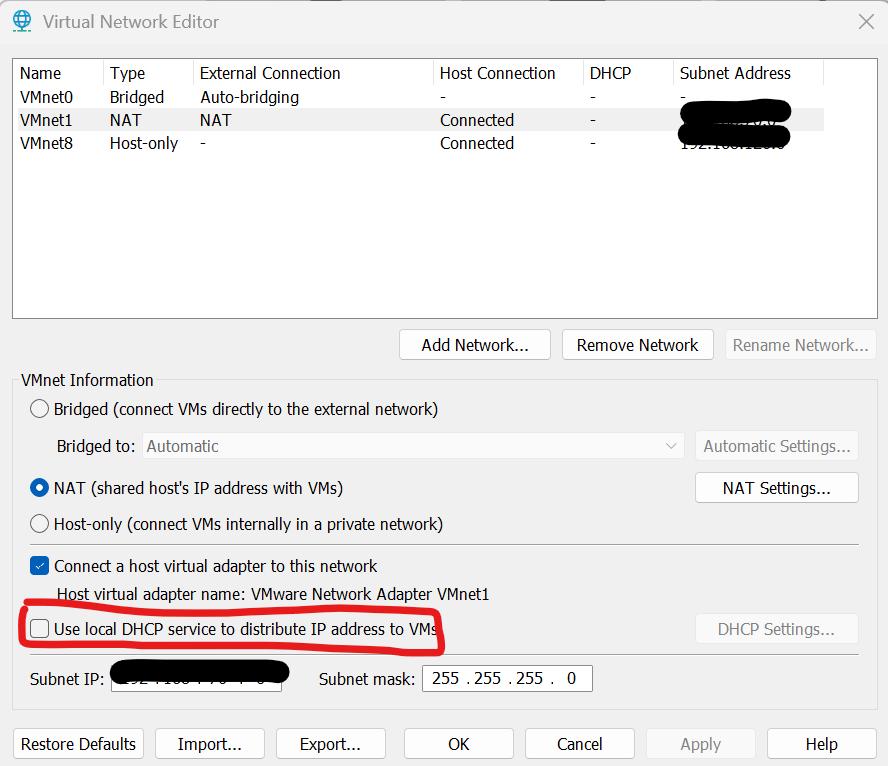 Virtual Network Editor
Name Type External Connection Host Connection DHCP Subnet Address
VMnet0 Bridged Auto-bridging - - -
VMnet1 NAT NAT Connected -
VMnet8 Host-only - Connected -
Add Network... Remove Network Rename Network...
VMnet Information
Bridged (connect VMs directly to the external network)
Bridged to: Automatic Automatic Settings...
NAT (shared host's IP address with VMs) NAT Settings...
Host-only (connect VMs internally in a private network)
Connect a host virtual adapter to this network
Host virtual adapter name: VMware Network Adapter VMnet1
Use local DHCP service to distribute IP address to VMs DHCP Settings...
Subnet IP: Subnet mask: 255 . 255 . 255 . 0
Restore Defaults Import... Export... OK Cancel Apply Help